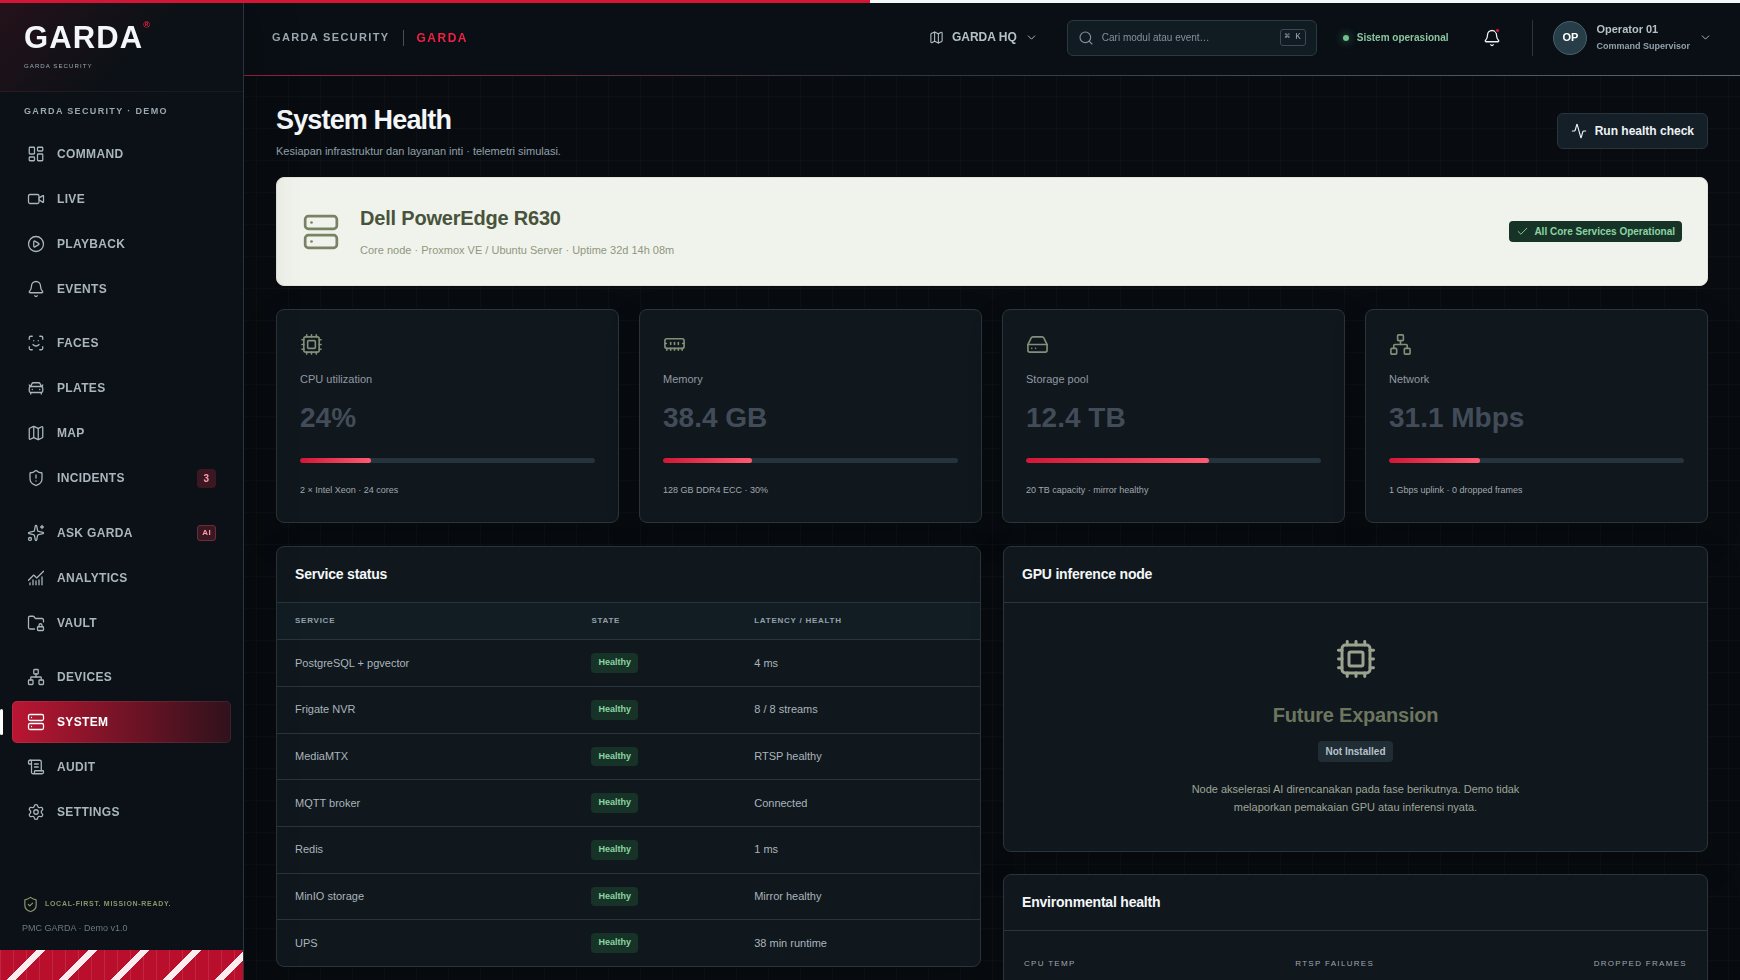 GARDA®
GARDA SECURITY
GARDA SECURITY · DEMO
COMMAND
LIVE
PLAYBACK
EVENTS
FACES
PLATES
MAP
INCIDENTS 3
ASK GARDA AI
ANALYTICS
VAULT
DEVICES
SYSTEM
AUDIT
SETTINGS
LOCAL-FIRST. MISSION-READY.
PMC GARDA · Demo v1.0
GARDA SECURITY GARDA
GARDA HQ
Cari modul atau event… ⌘ K
Sistem operasional
OP
Operator 01
Command Supervisor
System Health
Kesiapan infrastruktur dan layanan inti · telemetri simulasi.
Run health check
Dell PowerEdge R630
Core node · Proxmox VE / Ubuntu Server · Uptime 32d 14h 08m
All Core Services Operational
CPU utilization
24%
2 × Intel Xeon · 24 cores
Memory
38.4 GB
128 GB DDR4 ECC · 30%
Storage pool
12.4 TB
20 TB capacity · mirror healthy
Network
31.1 Mbps
1 Gbps uplink · 0 dropped frames
Service status
SERVICE STATE LATENCY / HEALTH
PostgreSQL + pgvector Healthy 4 ms
Frigate NVR Healthy 8 / 8 streams
MediaMTX Healthy RTSP healthy
MQTT broker Healthy Connected
Redis Healthy 1 ms
MinIO storage Healthy Mirror healthy
UPS Healthy 38 min runtime
GPU inference node
Future Expansion
Not Installed
Node akselerasi AI direncanakan pada fase berikutnya. Demo tidak
melaporkan pemakaian GPU atau inferensi nyata.
Environmental health
CPU TEMP RTSP FAILURES DROPPED FRAMES